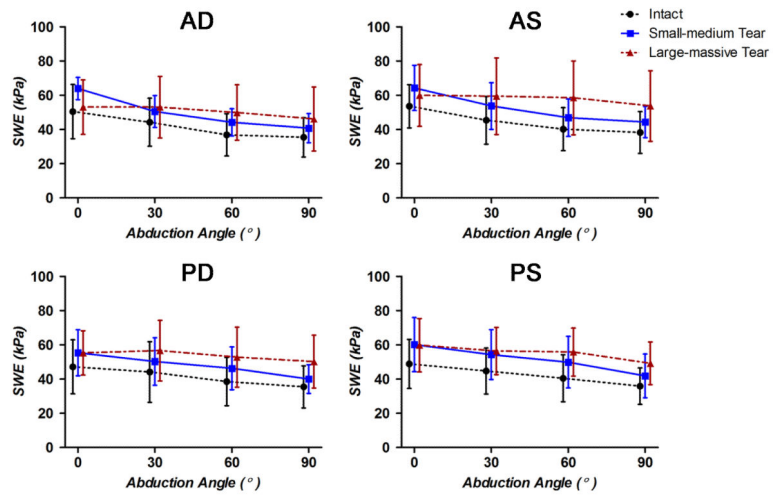 AD
SWE (kPa)
100
80
60
40
20
0
0 30 60 90
Abduction Angle (°)
AS
SWE (kPa)
100
80
60
40
20
0
0 30 60 90
Abduction Angle (°)
Intact
Small-medium Tear
Large-massive Tear
PD
SWE (kPa)
100
80
60
40
20
0
0 30 60 90
Abduction Angle (°)
PS
SWE (kPa)
100
80
60
40
20
0
0 30 60 90
Abduction Angle (°)